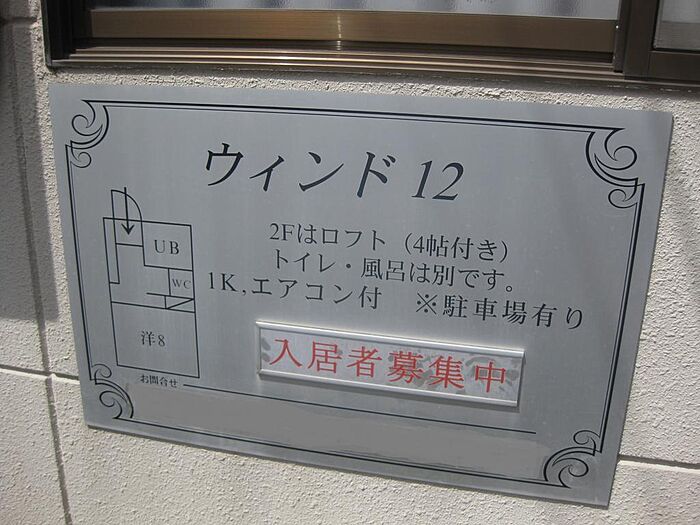 ウィンド 12
2Fはロフト（4帖付き）
トイレ・風呂は別です。
1K,エアコン付　※駐車場有り
UB
WC
洋8
入居者募集中
お問合せ